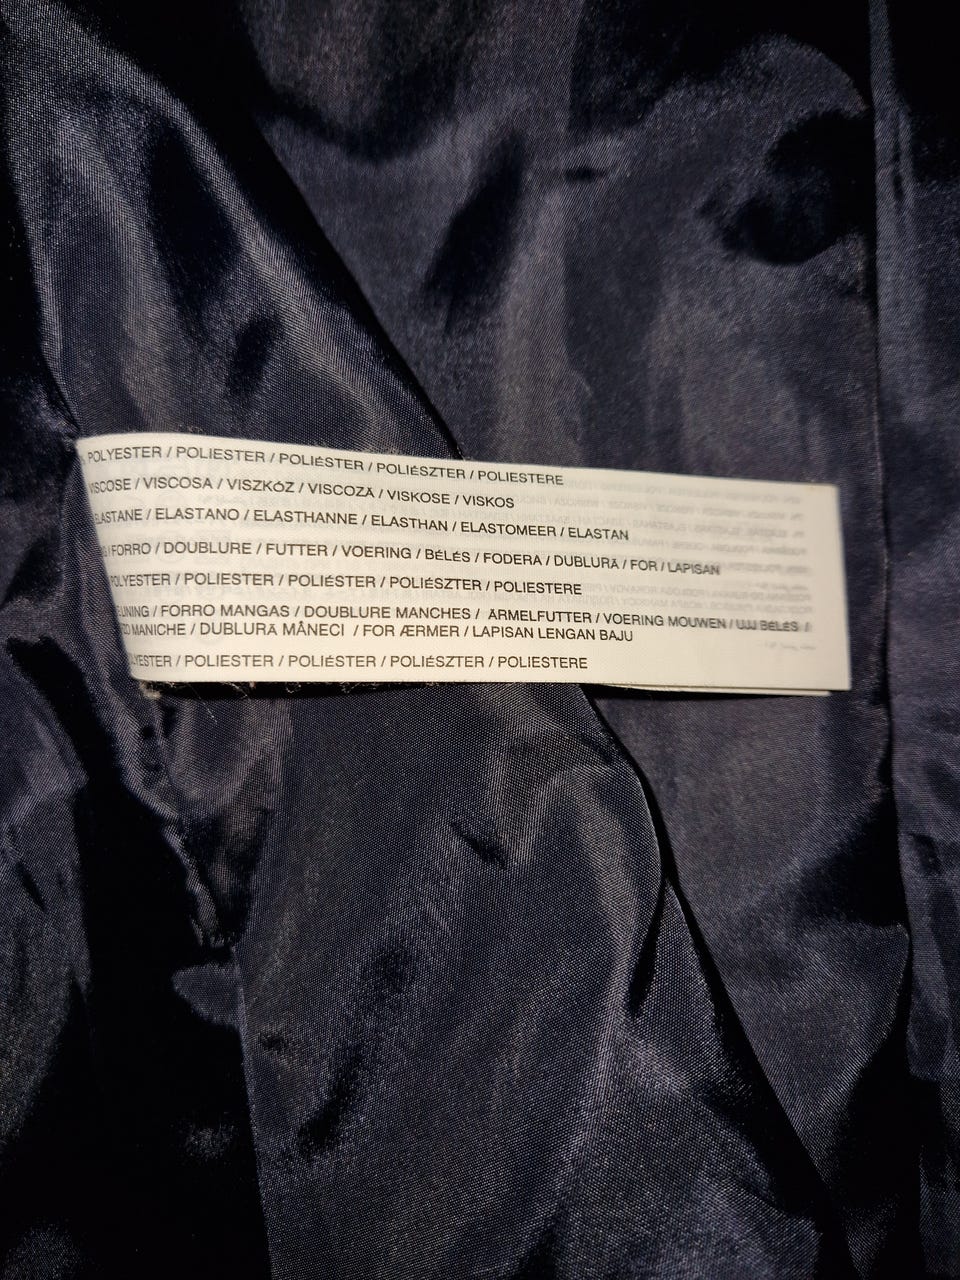 POLYESTER / POLIESTER / POLIÉSTER / POLIÉSZTER / POLIESTERE
VISCOSE / VISCOSA / VISZKÓZ / VISCOZĂ / VISKOSE / VISKOS
ELASTANE / ELASTANO / ELASTHANNE / ELASTHAN / ELASTOMEER / ELASTAN
/ FORRO / DOUBLURE / FUTTER / VOERING / BÉLÉS / FODERA / DUBLURĂ / FOR / LAPISAN
POLYESTER / POLIESTER / POLIÉSTER / POLIÉSZTER / POLIESTERE
/ FORRO MANGAS / DOUBLURE MANCHES / ÄRMELFUTTER / VOERING MOUWEN / UJJ BÉLÉS /
MANICHE / DUBLURĂ MÂNECI / FOR ÆRMER / LAPISAN LENGAN BAJU
/ POLIESTER / POLIÉSTER / POLIÉSZTER / POLIESTERE